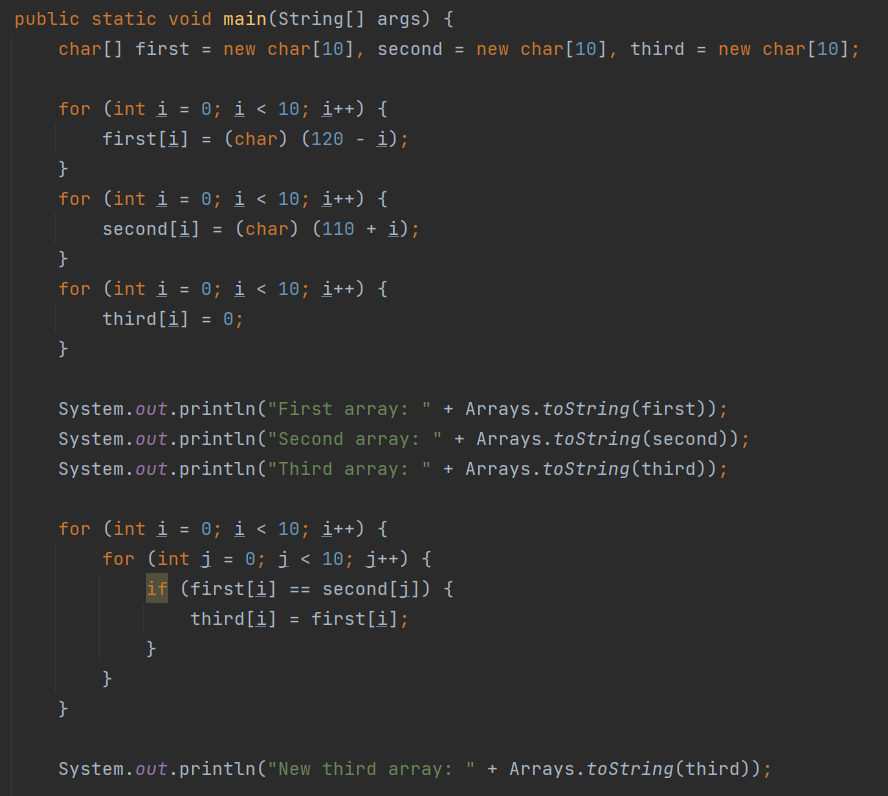 public static void main(String[] args) {
    char[] first = new char[10], second = new char[10], third = new char[10];

    for (int i = 0; i < 10; i++) {
        first[i] = (char) (120 - i);
    }
    for (int i = 0; i < 10; i++) {
        second[i] = (char) (110 + i);
    }
    for (int i = 0; i < 10; i++) {
        third[i] = 0;
    }

    System.out.println("First array: " + Arrays.toString(first));
    System.out.println("Second array: " + Arrays.toString(second));
    System.out.println("Third array: " + Arrays.toString(third));

    for (int i = 0; i < 10; i++) {
        for (int j = 0; j < 10; j++) {
            if (first[i] == second[j]) {
                third[i] = first[i];
            }
        }
    }

    System.out.println("New third array: " + Arrays.toString(third));